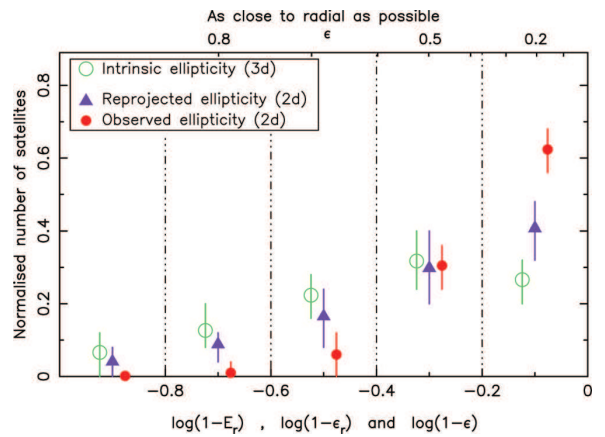 As close to radial as possible
ϵ
0.8 0.5 0.2
Intrinsic ellipticity (3d)
Reprojected ellipticity (2d)
Observed ellipticity (2d)
Normalised number of satellites
0.8
0.6
0.4
0.2
0
−0.8 −0.6 −0.4 −0.2 0
log(1−E_r) , log(1−ϵ_r) and log(1−ϵ)